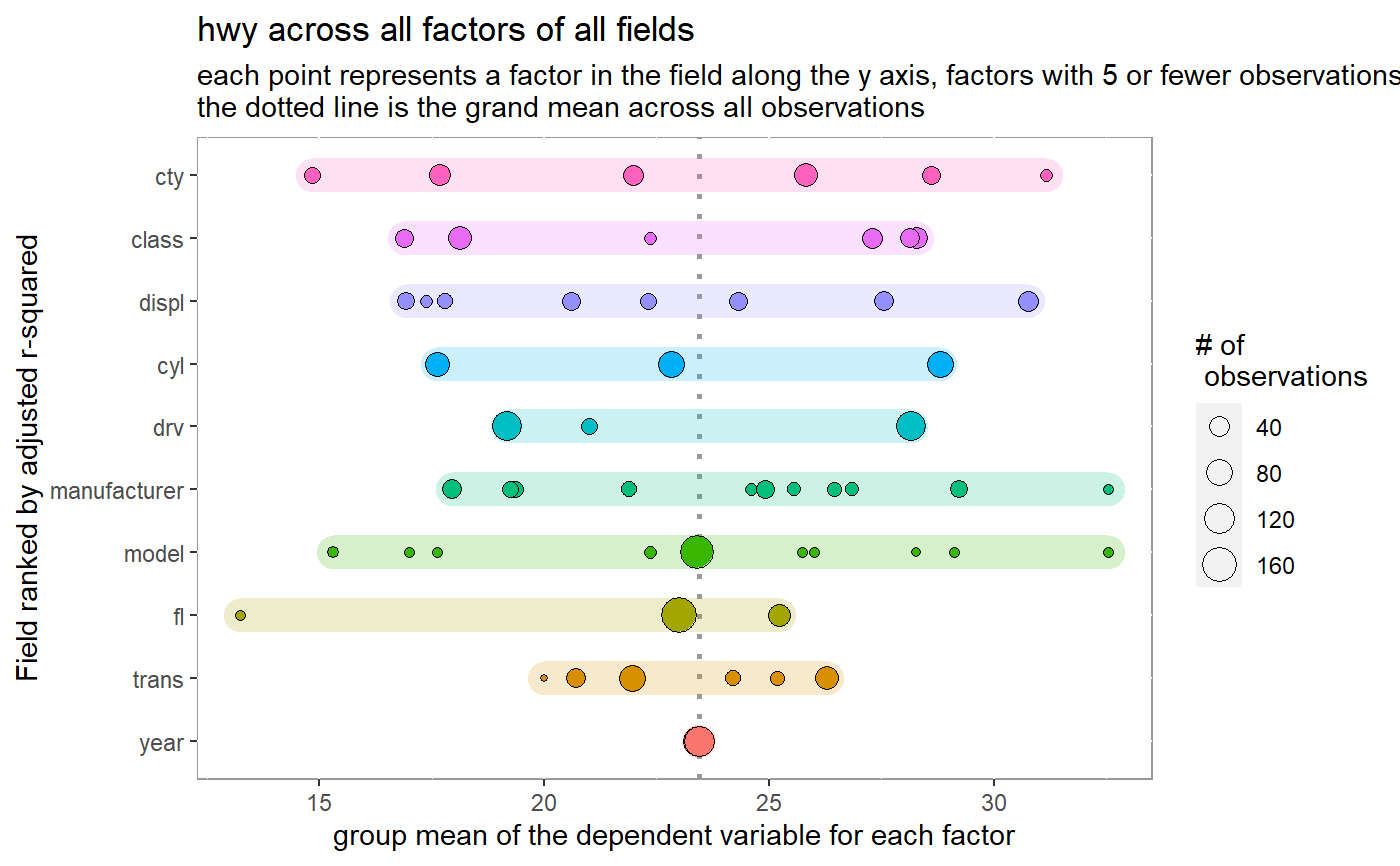 hwy across all factors of all fields
each point represents a factor in the field along the y axis, factors with 5 or fewer observations
the dotted line is the grand mean across all observations
Field ranked by adjusted r-squared
cty
class
displ
cyl
drv
manufacturer
model
fl
trans
year
15 20 25 30
group mean of the dependent variable for each factor
# of
observations
40
80
120
160